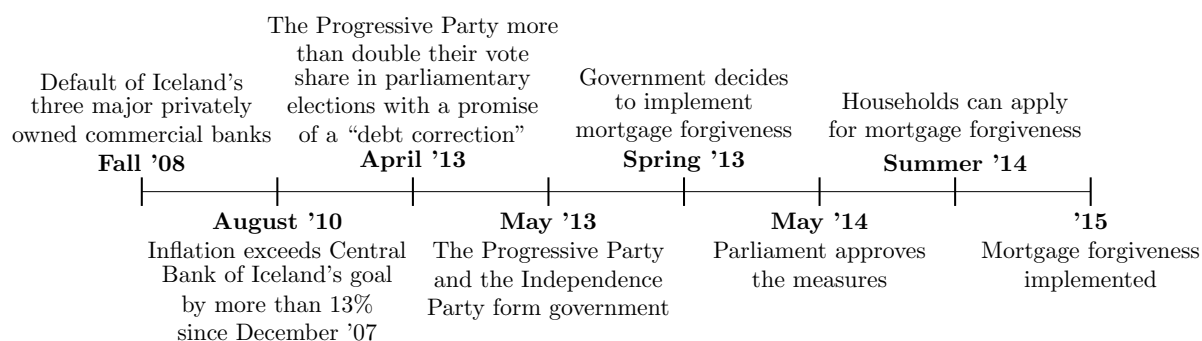 Default of Iceland's
three major privately
owned commercial banks
Fall '08
August '10
Inflation exceeds Central
Bank of Iceland's goal
by more than 13%
since December '07
The Progressive Party more
than double their vote
share in parliamentary
elections with a promise
of a “debt correction”
April '13
May '13
The Progressive Party
and the Independence
Party form government
Government decides
to implement
mortgage forgiveness
Spring '13
May '14
Parliament approves
the measures
Households can apply
for mortgage forgiveness
Summer '14
'15
Mortgage forgiveness
implemented